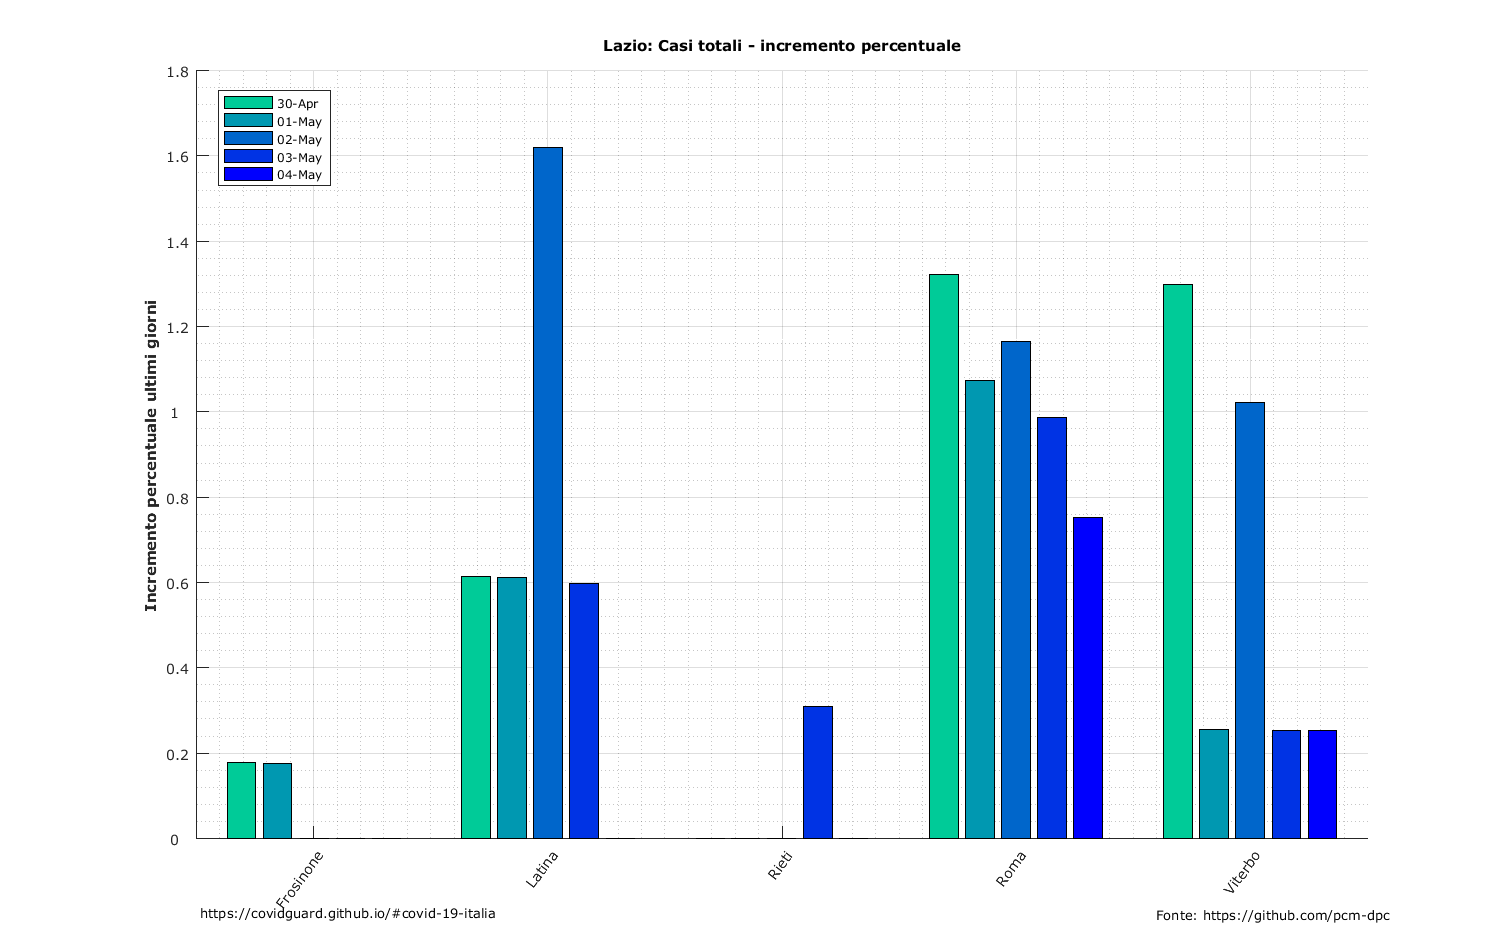 Lazio: Casi totali - incremento percentuale
30-Apr
01-May
02-May
03-May
04-May
Incremento percentuale ultimi giorni
1.8
1.6
1.4
1.2
1
0.8
0.6
0.4
0.2
0
Frosinone
Latina
Rieti
Roma
Viterbo
https://covidguard.github.io/#covid-19-italia
Fonte: https://github.com/pcm-dpc